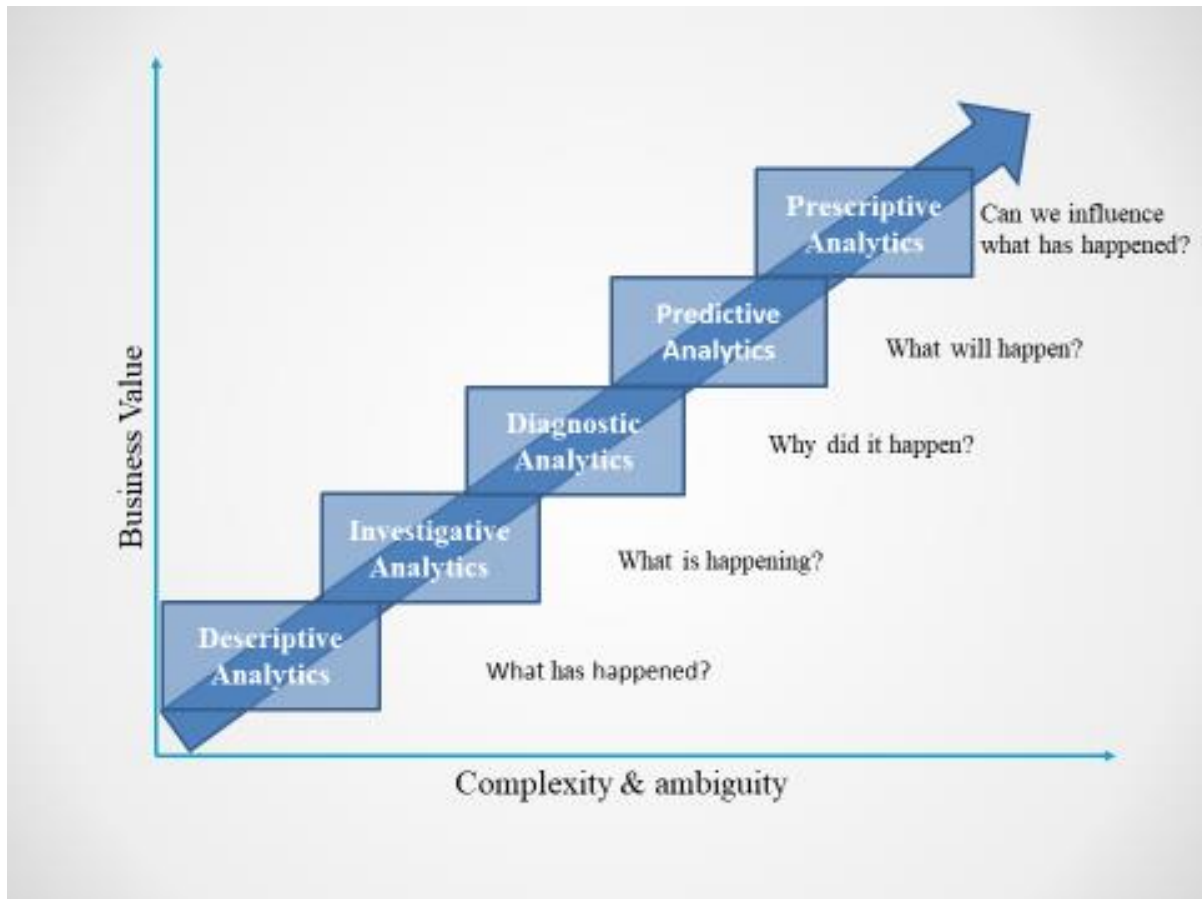 Business Value
Prescriptive
Analytics
Can we influence
what has happened?
Predictive
Analytics
What will happen?
Diagnostic
Analytics
Why did it happen?
Investigative
Analytics
What is happening?
Descriptive
Analytics
What has happened?
Complexity & ambiguity